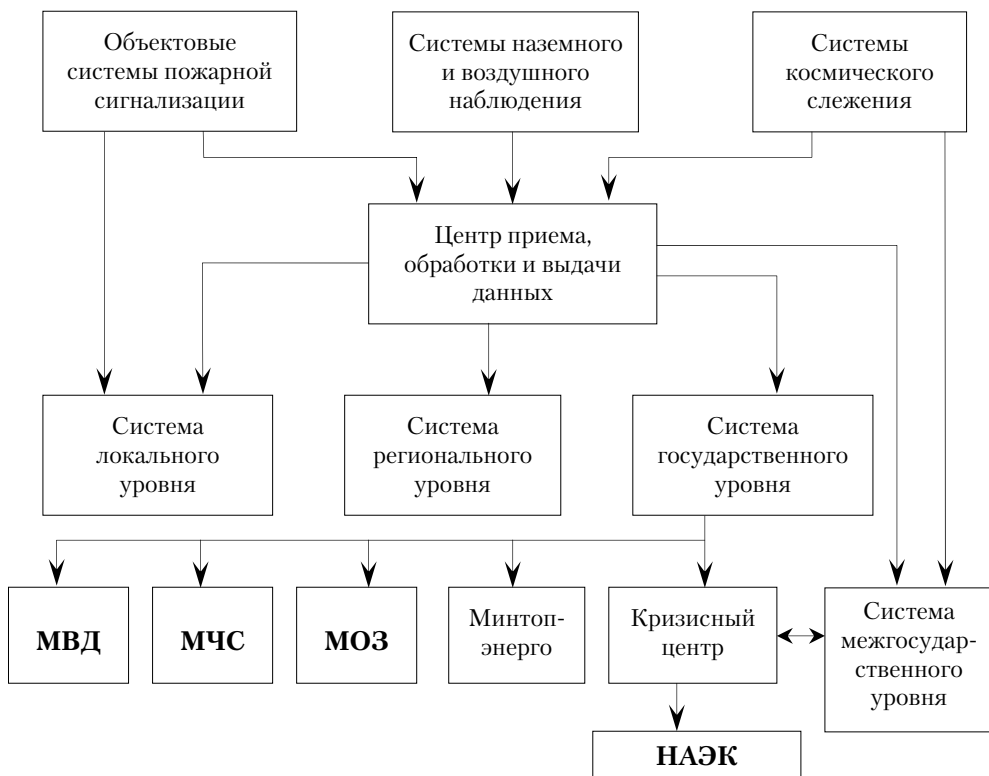 Объектовые
системы пожарной
сигнализации
Системы наземного
и воздушного
наблюдения
Системы
космического
слежения
Центр приема,
обработки и выдачи
данных
Система
локального
уровня
Система
регионального
уровня
Система
государственного
уровня
МВД
МЧС
МОЗ
Минтоп-
энерго
Кризисный
центр
Система
межгосудар-
ственного
уровня
НАЭК